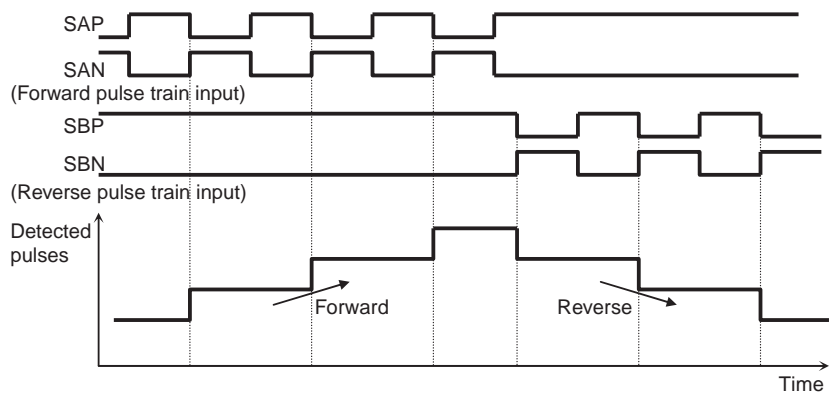 SAP
SAN
(Forward pulse train input)
SBP
SBN
(Reverse pulse train input)
Detected
pulses
Forward
Reverse
Time